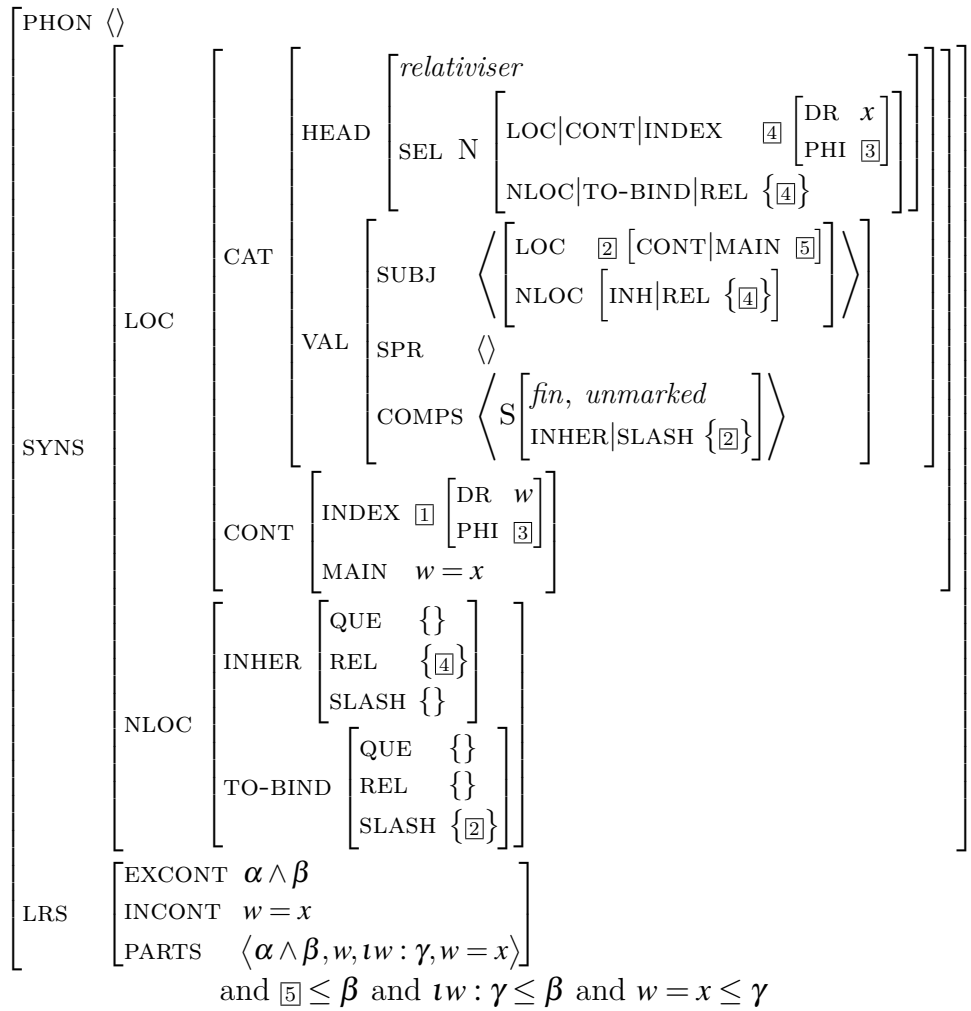 PHON ⟨⟩
relativiser
HEAD
LOC|CONT|INDEX [4] [DR x
PHI [3]]
SEL N
NLOC|TO-BIND|REL {[4]}
CAT
SUBJ ⟨[LOC [2] [CONT|MAIN [5]]
NLOC [INH|REL {[4]}]]⟩
LOC
VAL
SPR ⟨⟩
COMPS ⟨S[fin, unmarked
INHER|SLASH {[2]}]⟩
SYNS
CONT
INDEX [1] [DR w
PHI [3]]
MAIN w = x
NLOC
INHER
QUE {}
REL {[4]}
SLASH {}
TO-BIND
QUE {}
REL {}
SLASH {[2]}
LRS
EXCONT α ∧ β
INCONT w = x
PARTS ⟨α ∧ β, w, ιw : γ, w = x⟩
and [5] ≤ β and ιw : γ ≤ β and w = x ≤ γ